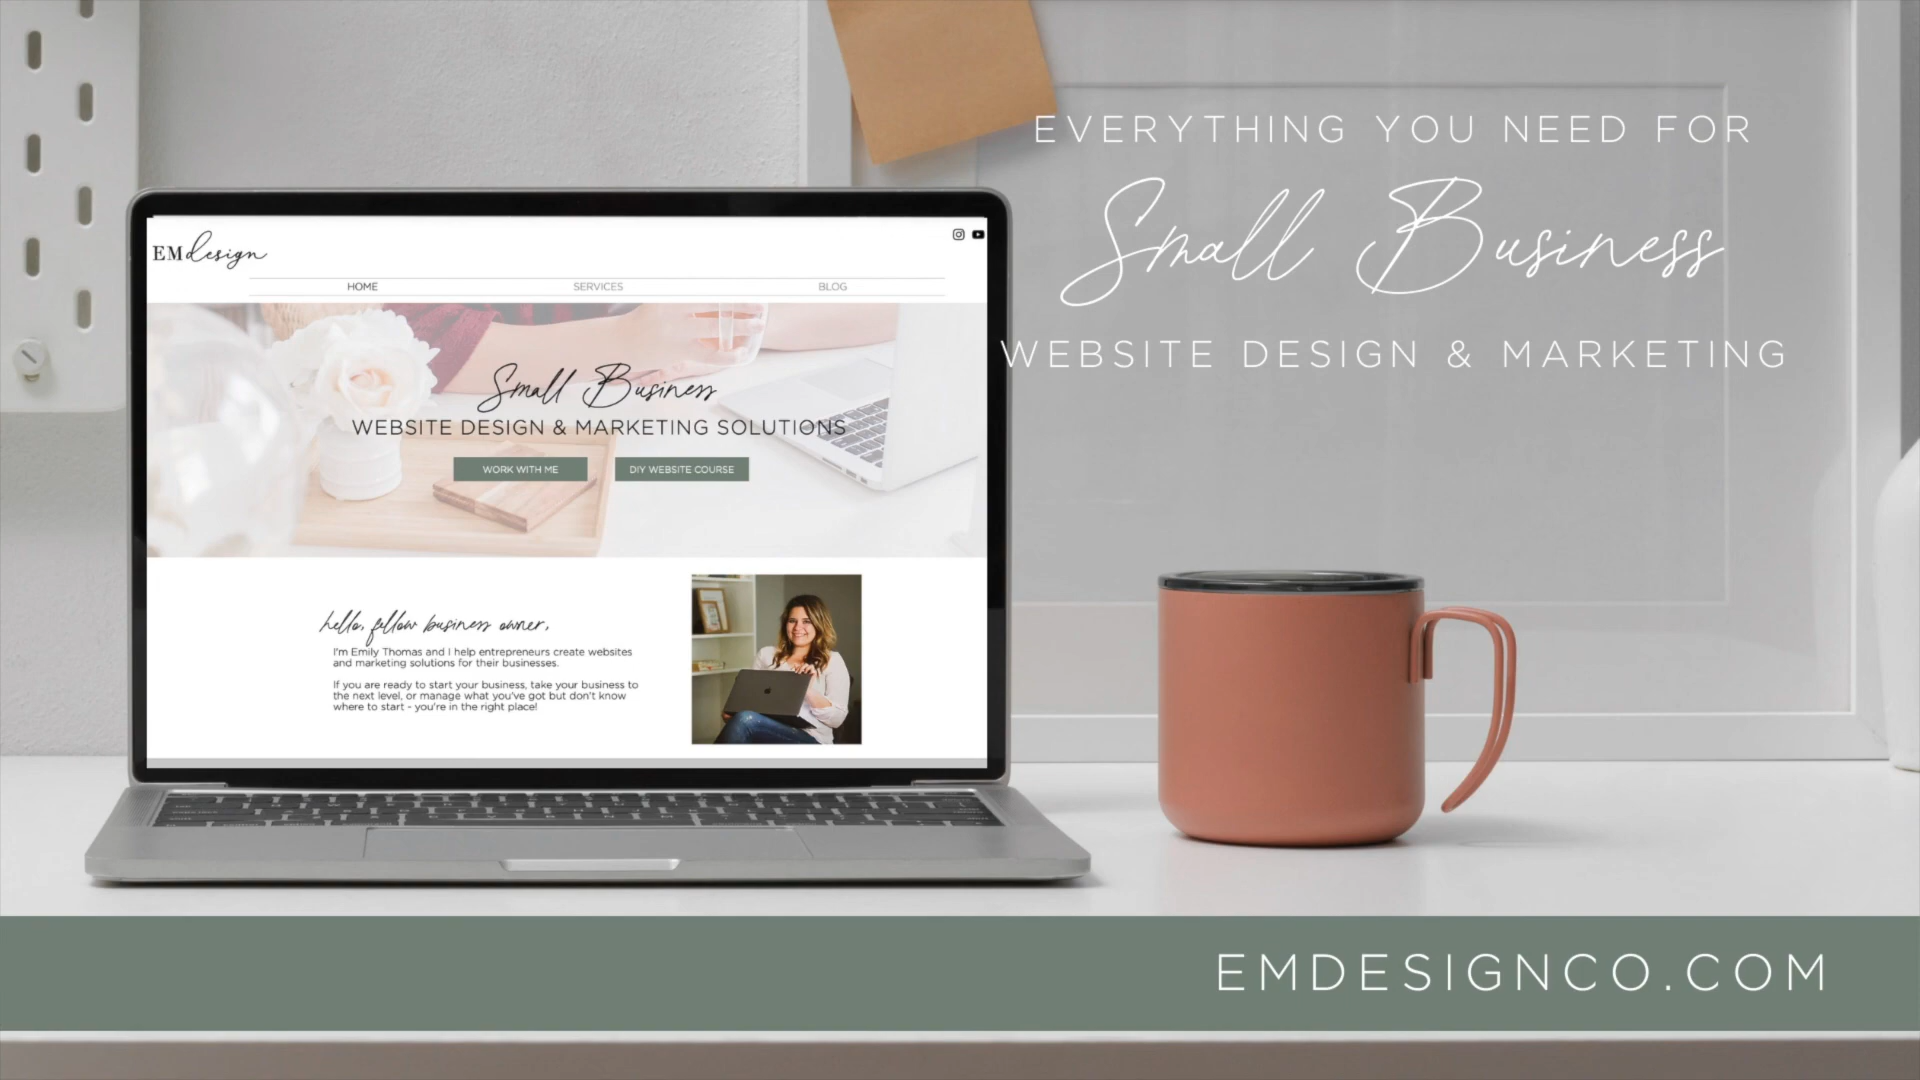 EVERYTHING YOU NEED FOR
Small Business
WEBSITE DESIGN & MARKETING
EMdesign
HOME
SERVICES
BLOG
Small Business
WEBSITE DESIGN & MARKETING SOLUTIONS
WORK WITH ME
DIY WEBSITE COURSE
hello, fellow business owner,
I'm Emily Thomas and I help entrepreneurs create websites
and marketing solutions for their businesses.
If you are ready to start your business, take your business to
the next level, or manage what you've got but don't know
where to start - you're in the right place!
EMDESIGNCO.COM